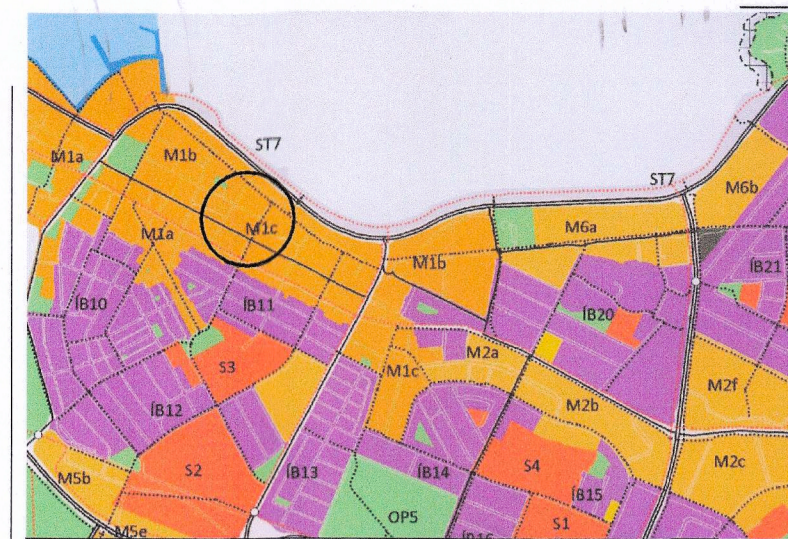 ST7
M1a
M1b
ST7
M6b
M1a
M1c
M6a
M1b
ÍB21
ÍB10
ÍB11
ÍB20
S3
M1c
M2a
M2f
ÍB12
M2b
M5b
S2
ÍB13
ÍB14
S4
ÍB15
M2c
OP5
S1
M5e
ÍB16